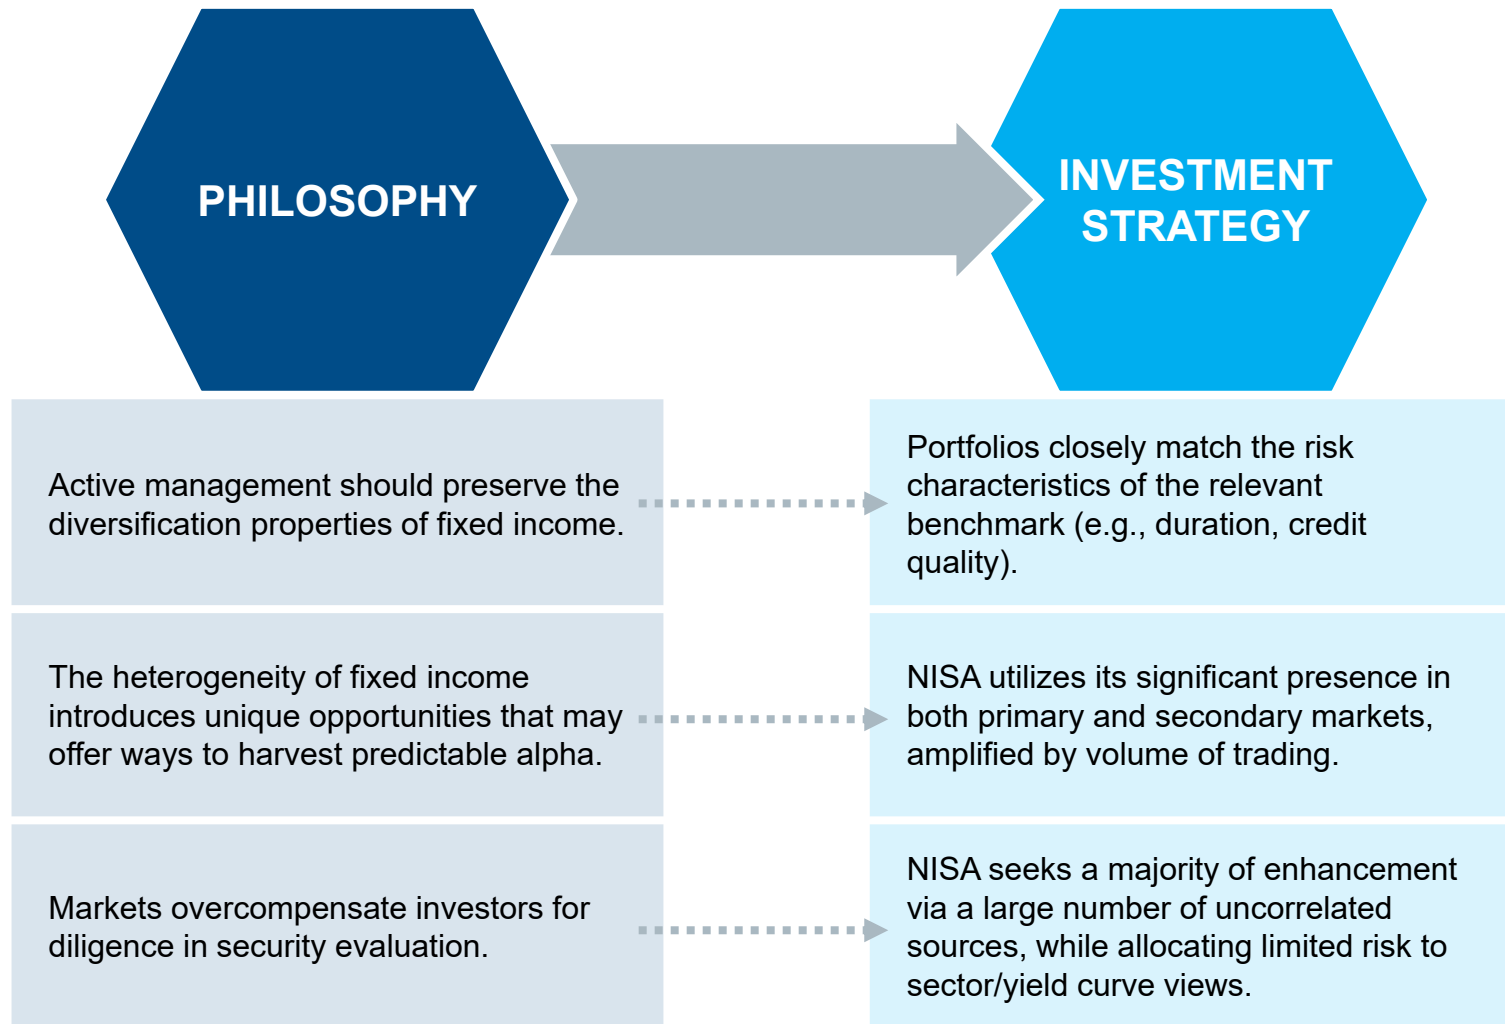 PHILOSOPHY
INVESTMENT
STRATEGY
Active management should preserve the
diversification properties of fixed income.
Portfolios closely match the risk
characteristics of the relevant
benchmark (e.g., duration, credit
quality).
The heterogeneity of fixed income
introduces unique opportunities that may
offer ways to harvest predictable alpha.
NISA utilizes its significant presence in
both primary and secondary markets,
amplified by volume of trading.
Markets overcompensate investors for
diligence in security evaluation.
NISA seeks a majority of enhancement
via a large number of uncorrelated
sources, while allocating limited risk to
sector/yield curve views.